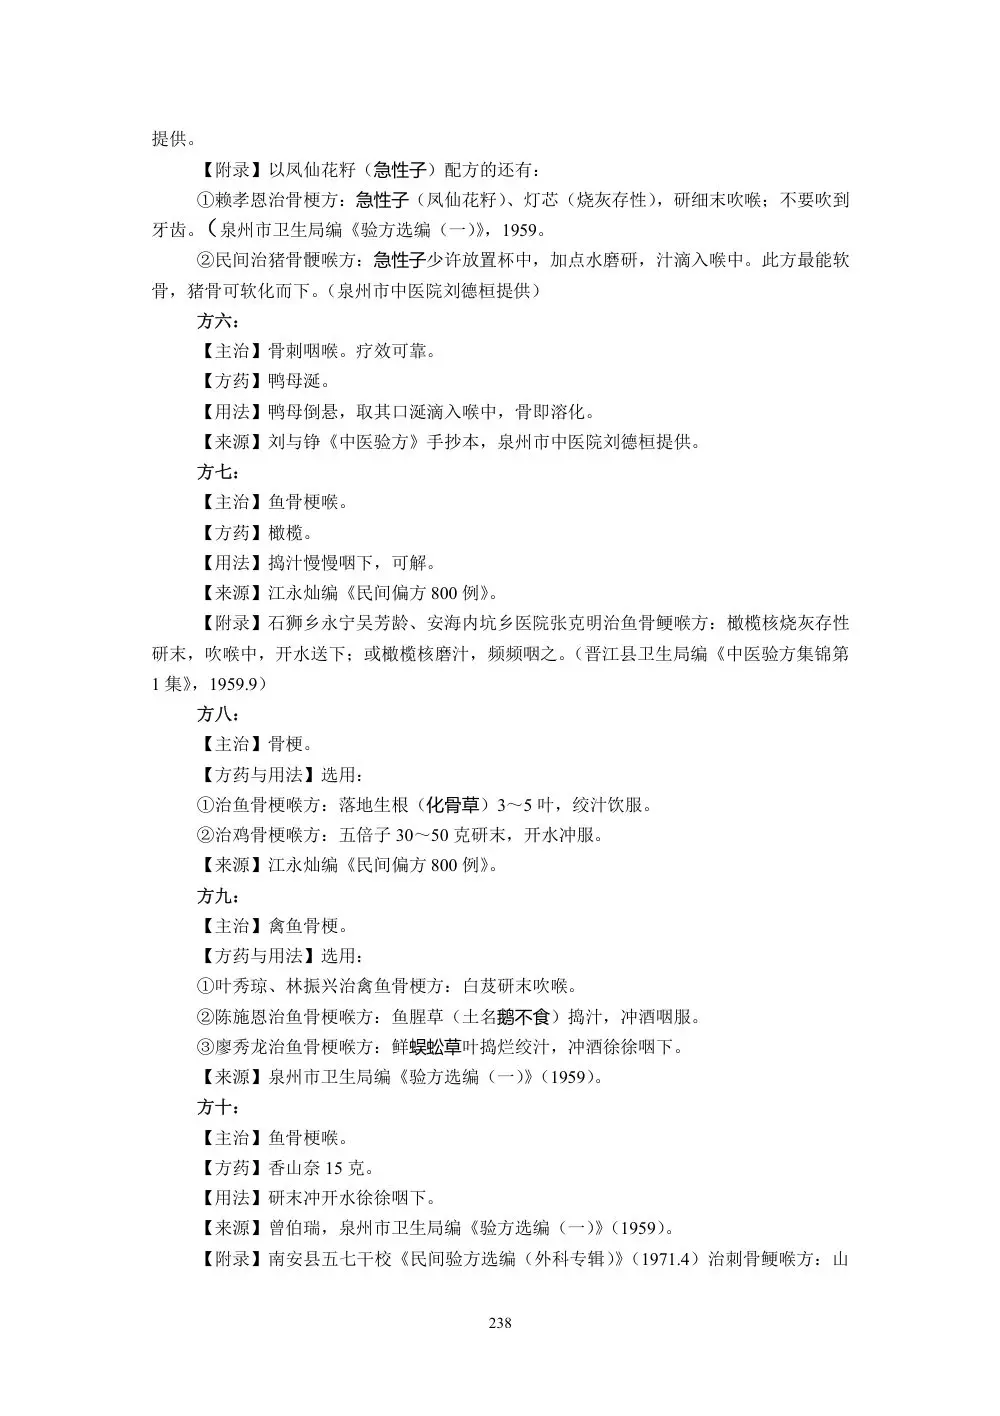 提供。
【附录】以凤仙花籽（急性子）配方的还有：
①赖孝恩治骨梗方：急性子（凤仙花籽）、灯芯（烧灰存性），研细末吹喉；不要吹到
牙齿。（泉州市卫生局编《验方选编（一）》，1959。
②民间治猪骨骾喉方：急性子少许放置杯中，加点水磨研，汁滴入喉中。此方最能软
骨，猪骨可软化而下。（泉州市中医院刘德桓提供）
方六：
【主治】骨刺咽喉。疗效可靠。
【方药】鸭母涎。
【用法】鸭母倒悬，取其口涎滴入喉中，骨即溶化。
【来源】刘与铮《中医验方》手抄本，泉州市中医院刘德桓提供。
方七：
【主治】鱼骨梗喉。
【方药】橄榄。
【用法】捣汁慢慢咽下，可解。
【来源】江永灿编《民间偏方 800 例》。
【附录】石狮乡永宁吴芳龄、安海内坑乡医院张克明治鱼骨鲠喉方：橄榄核烧灰存性
研末，吹喉中，开水送下；或橄榄核磨汁，频频咽之。（晋江县卫生局编《中医验方集锦第
1 集》，1959.9）
方八：
【主治】骨梗。
【方药与用法】选用：
①治鱼骨梗喉方：落地生根（化骨草）3～5 叶，绞汁饮服。
②治鸡骨梗喉方：五倍子 30～50 克研末，开水冲服。
【来源】江永灿编《民间偏方 800 例》。
方九：
【主治】禽鱼骨梗。
【方药与用法】选用：
①叶秀琼、林振兴治禽鱼骨梗方：白芨研末吹喉。
②陈施恩治鱼骨梗喉方：鱼腥草（土名鹅不食）捣汁，冲酒咽服。
③廖秀龙治鱼骨梗喉方：鲜蜈蚣草叶捣烂绞汁，冲酒徐徐咽下。
【来源】泉州市卫生局编《验方选编（一）》（1959）。
方十：
【主治】鱼骨梗喉。
【方药】香山奈 15 克。
【用法】研末冲开水徐徐咽下。
【来源】曾伯瑞，泉州市卫生局编《验方选编（一）》（1959）。
【附录】南安县五七干校《民间验方选编（外科专辑）》（1971.4）治刺骨鲠喉方：山
238